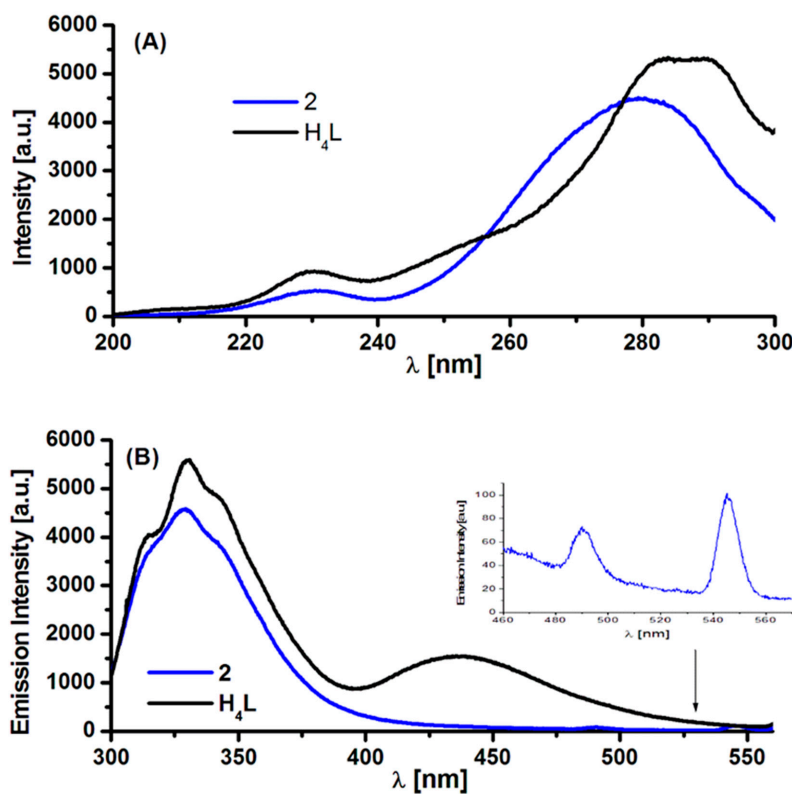 (A)
Intensity [a.u.]
6000
5000
4000
3000
2000
1000
0
2
H₄L
200 220 240 260 280 300
λ [nm]
(B)
Emission Intensity [a.u.]
6000
5000
4000
3000
2000
1000
0
2
H₄L
300 350 400 450 500 550
λ [nm]
Emission Intensity [a.u]
100
80
60
40
20
0
460 480 500 520 540 560
λ [nm]